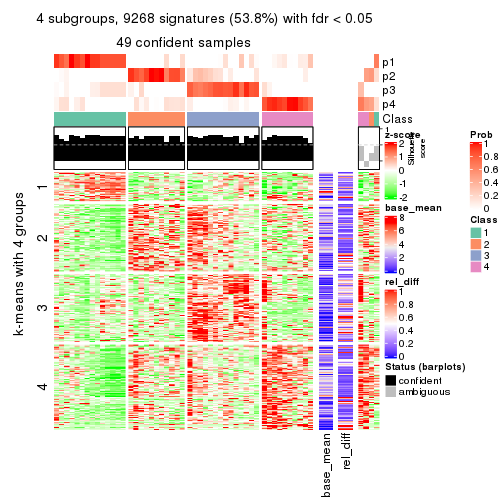 4 subgroups, 9268 signatures (53.8%) with fdr < 0.05
49 confident samples
p1
p2
p3
p4
Class
1
Silhouette
score
k-means with 4 groups
1
2
3
4
base_mean
rel_diff
z-score
2
1
0
-1
-2
base_mean
8
6
4
2
0
rel_diff
1
0.8
0.6
0.4
0.2
0
Status (barplots)
confident
ambiguous
Prob
1
0.8
0.6
0.4
0.2
0
Class
1
2
3
4